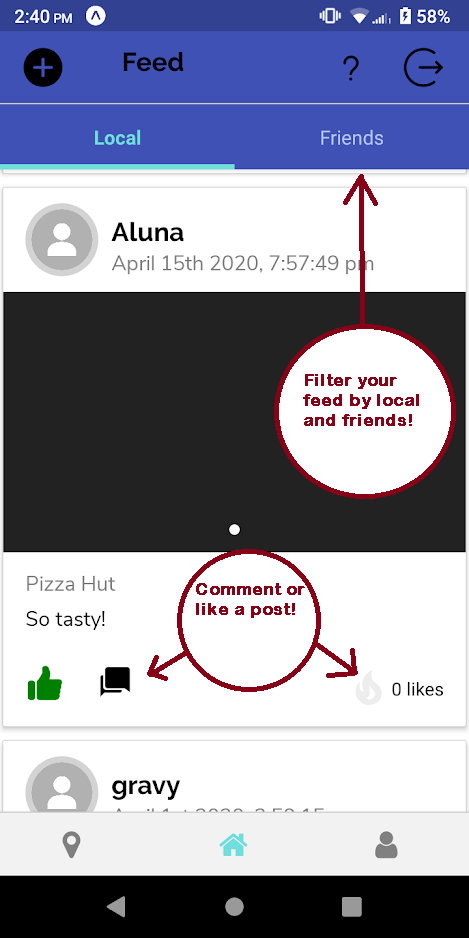 2:40 PM 58%
Feed
Local Friends
Aluna
April 15th 2020, 7:57:49 pm
Filter your
feed by local
and friends!
Pizza Hut
So tasty!
Comment or
like a post!
0 likes
gravy